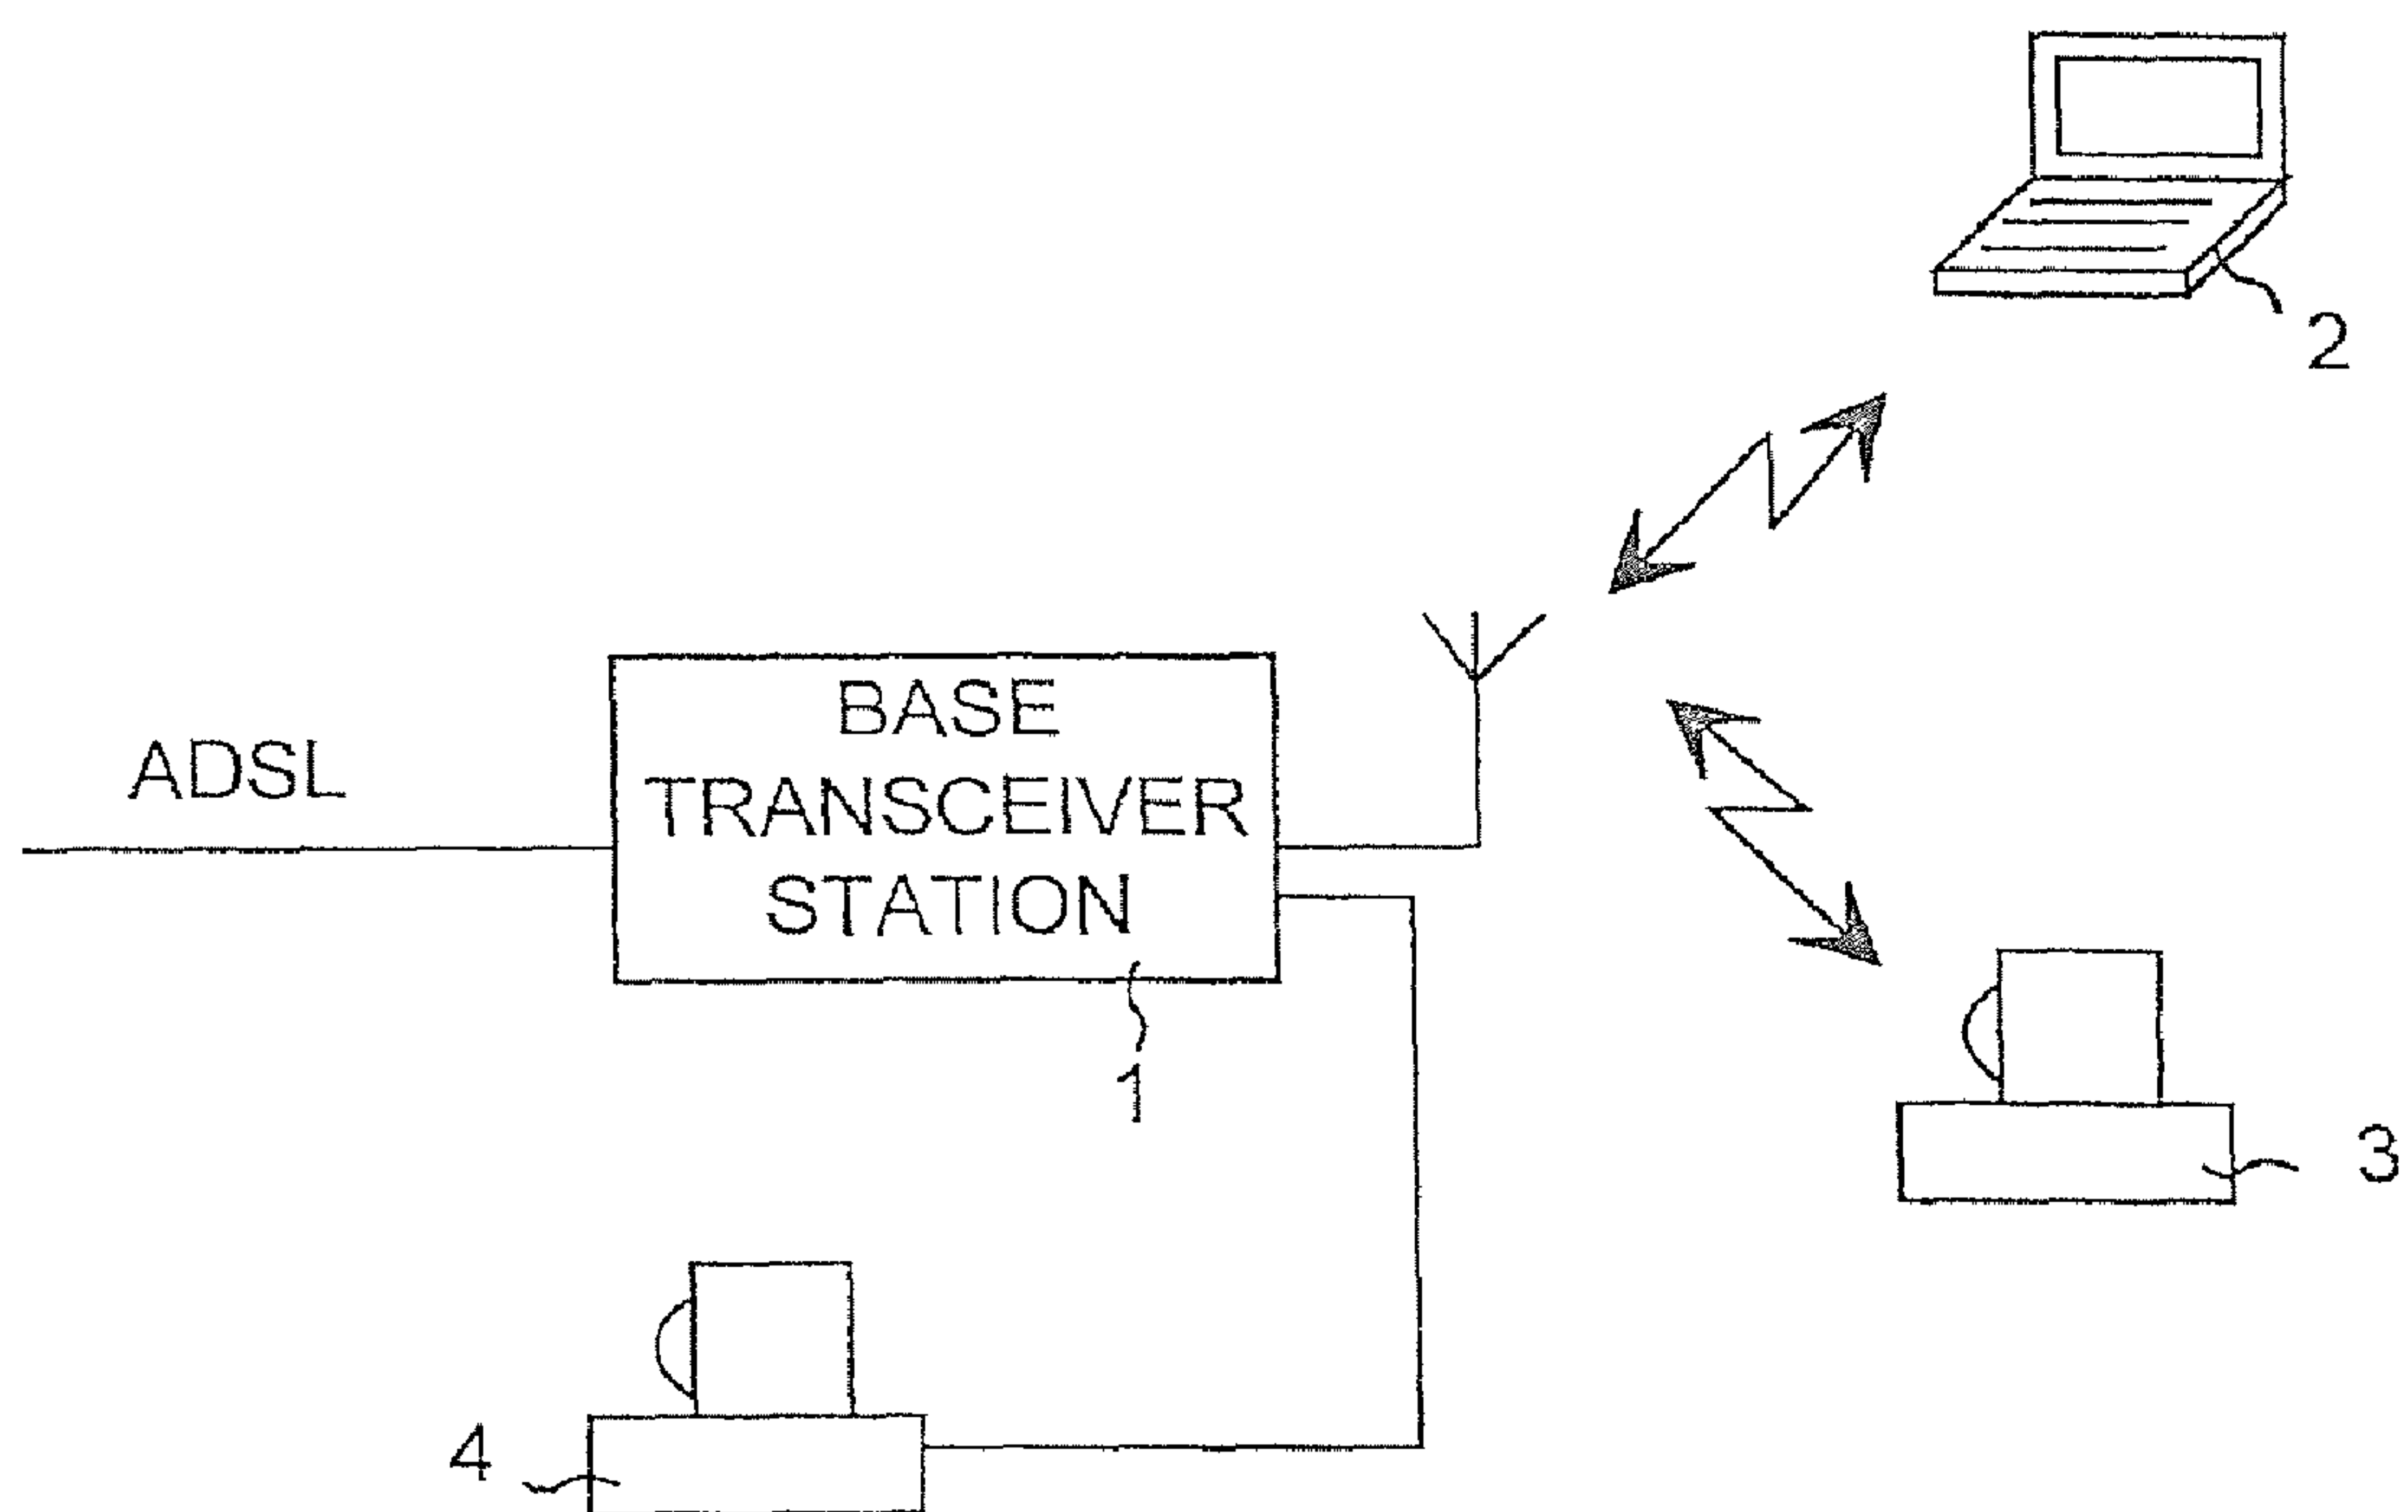 2
ADSL
BASE
TRANSCEIVER
STATION
1
3
4